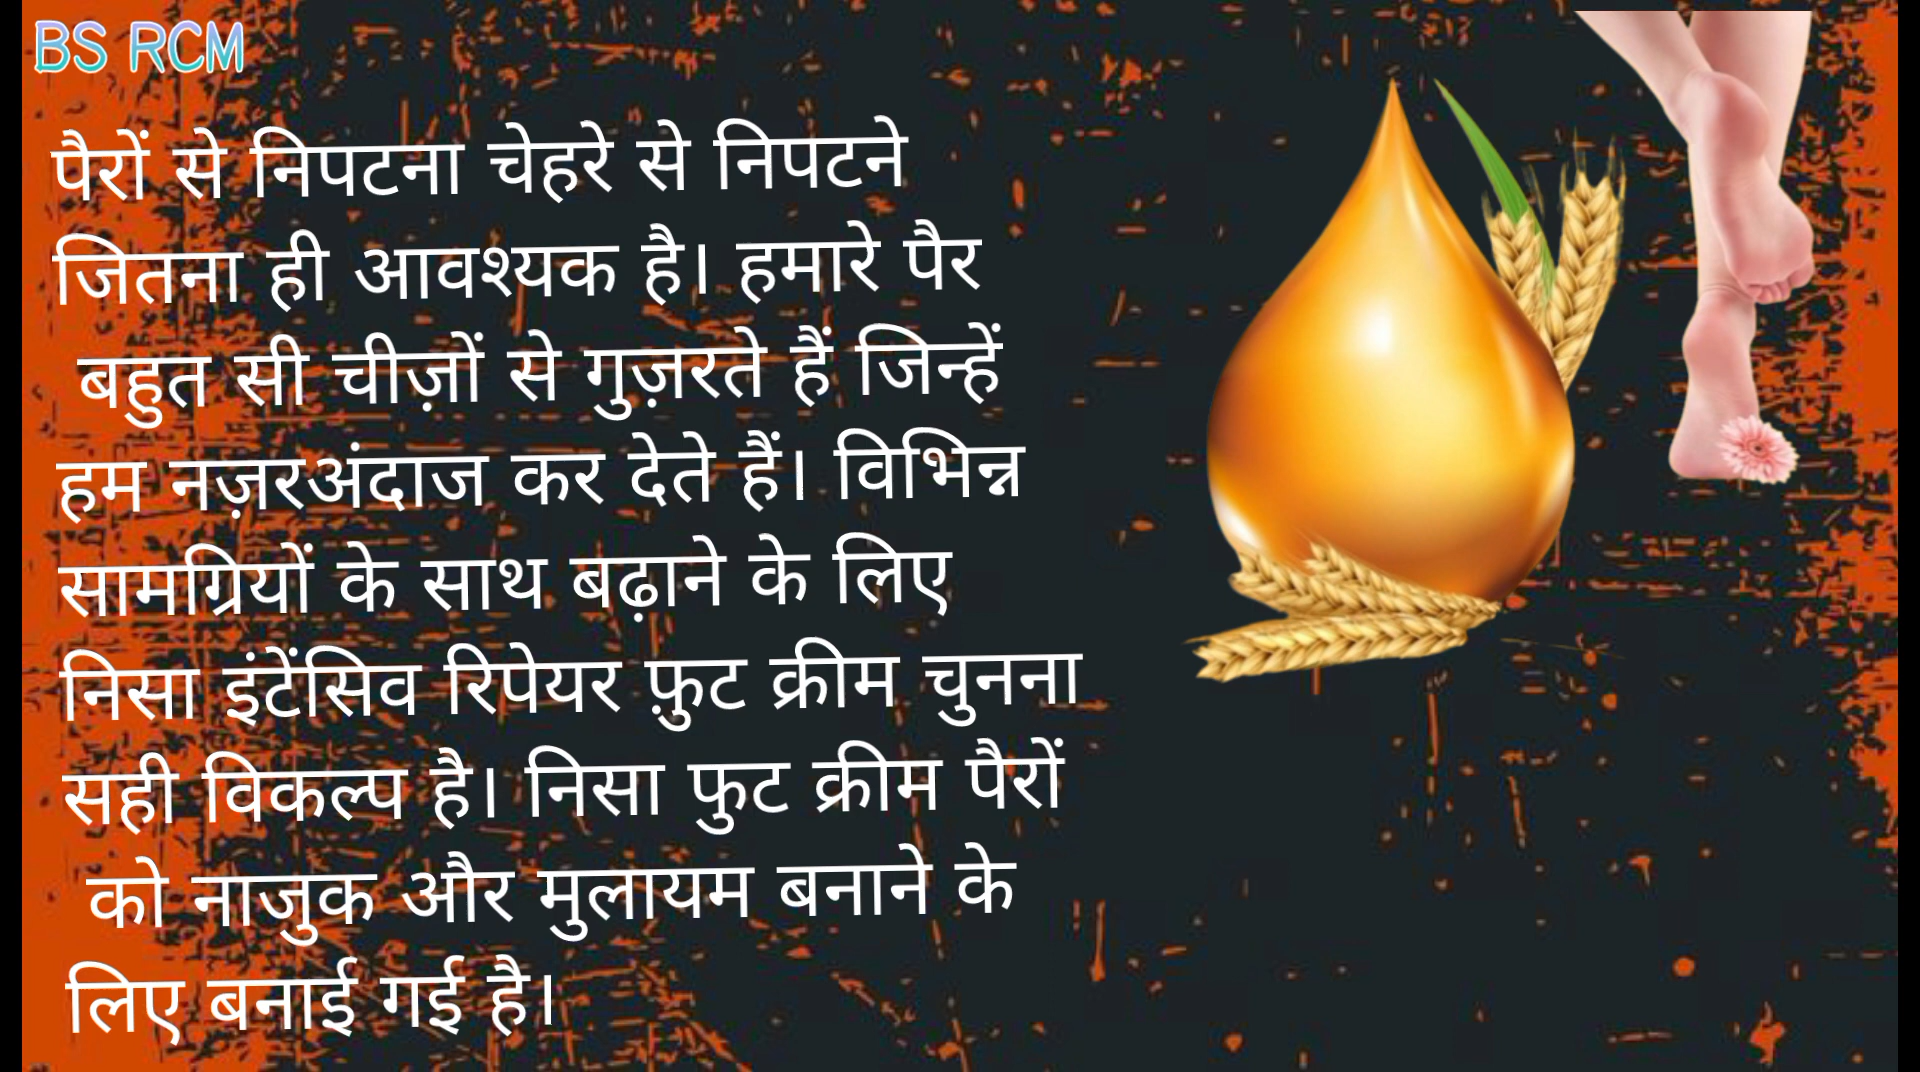 BS RCM
पैरों से निपटना चेहरे से निपटने
जितना ही आवश्यक है। हमारे पैर
बहुत सी चीज़ों से गुज़रते हैं जिन्हें
हम नज़रअंदाज कर देते हैं। विभिन्न
सामग्रियों के साथ बढ़ाने के लिए
निसा इंटेंसिव रिपेयर फ़ुट क्रीम चुनना
सही विकल्प है। निसा फुट क्रीम पैरों
को नाजुक और मुलायम बनाने के
लिए बनाई गई है।